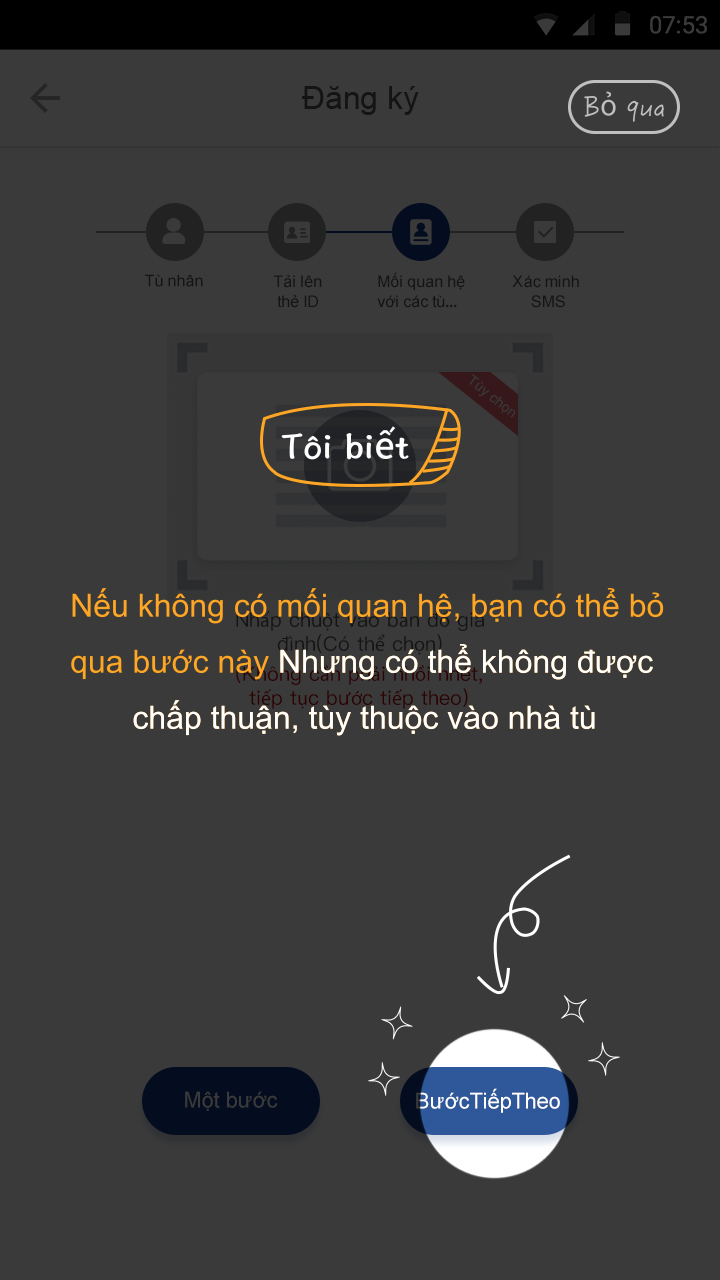 07:53
Đăng ký
Bỏ qua
Tù nhân
Tải lên
thẻ ID
Mối quan hệ
với các tù...
Xác minh
SMS
Tùy chọn
Tôi biết
Nếu không có mối quan hệ, bạn có thể bỏ
qua bước này Nhưng có thể không được
chấp thuận, tùy thuộc vào nhà tù
Nhấp chuột vào bản đồ gia
đình(Có thể chọn)
(Không cần phải nhồi nhét,
tiếp tục bước tiếp theo)
Một bước
BướcTiếpTheo